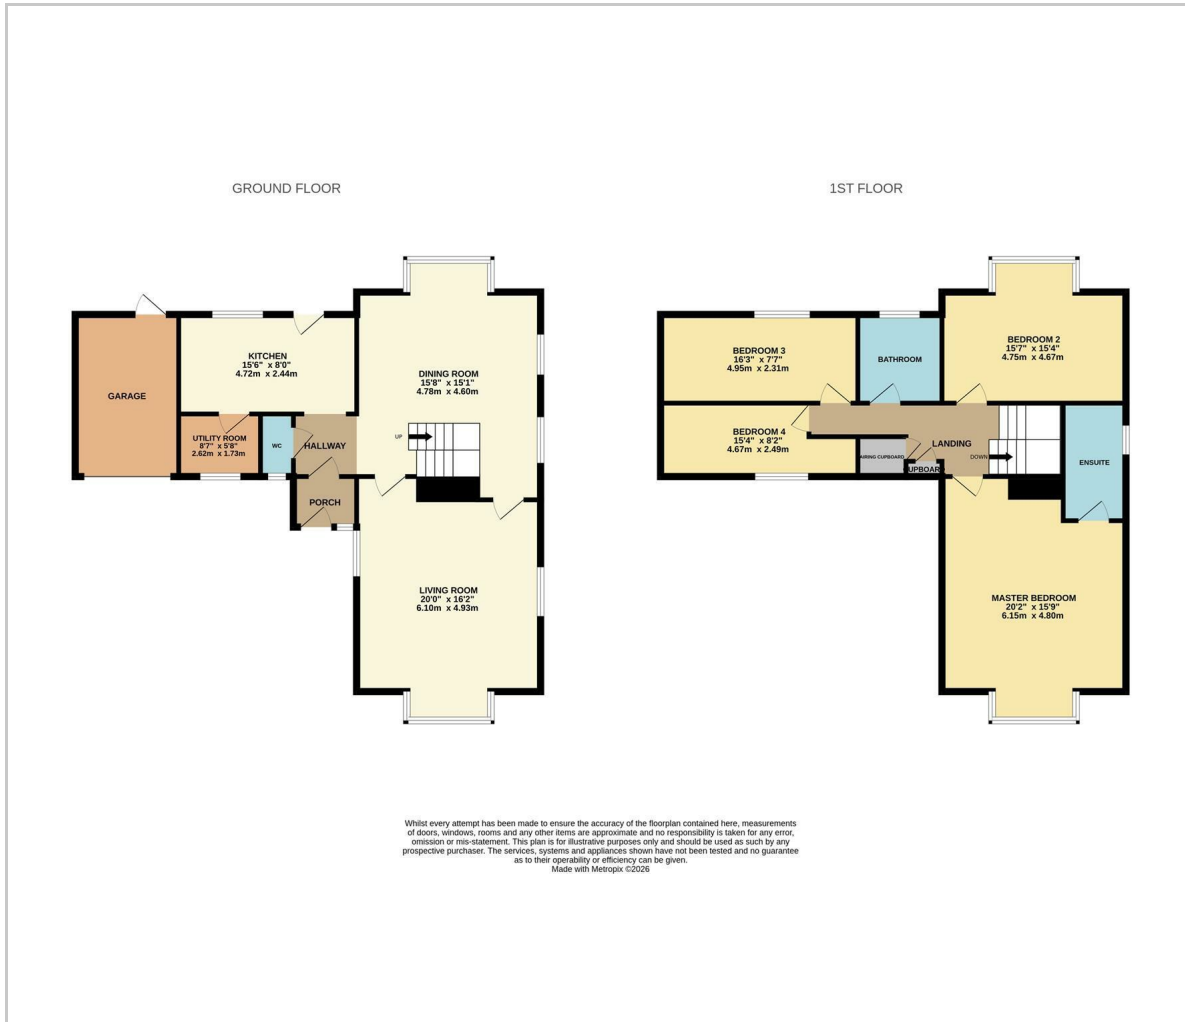 GROUND FLOOR
GARAGE
KITCHEN
15'6" x 8'0"
4.72m x 2.44m
UTILITY ROOM
8'7" x 5'8"
2.62m x 1.73m
WC
HALLWAY
PORCH
DINING ROOM
15'8" x 15'1"
4.78m x 4.60m
UP
LIVING ROOM
20'0" x 16'2"
6.10m x 4.93m
1ST FLOOR
BEDROOM 3
16'3" x 7'7"
4.95m x 2.31m
BATHROOM
BEDROOM 2
15'7" x 15'4"
4.75m x 4.67m
BEDROOM 4
15'4" x 8'2"
4.67m x 2.49m
AIRING CUPBOARD
CUPBOARD
LANDING
DOWN
ENSUITE
MASTER BEDROOM
20'2" x 15'9"
6.15m x 4.80m
Whilst every attempt has been made to ensure the accuracy of the floorplan contained here, measurements
of doors, windows, rooms and any other items are approximate and no responsibility is taken for any error,
omission or mis-statement. This plan is for illustrative purposes only and should be used as such by any
prospective purchaser. The services, systems and appliances shown have not been tested and no guarantee
as to their operability or efficiency can be given.
Made with Metropix ©2026